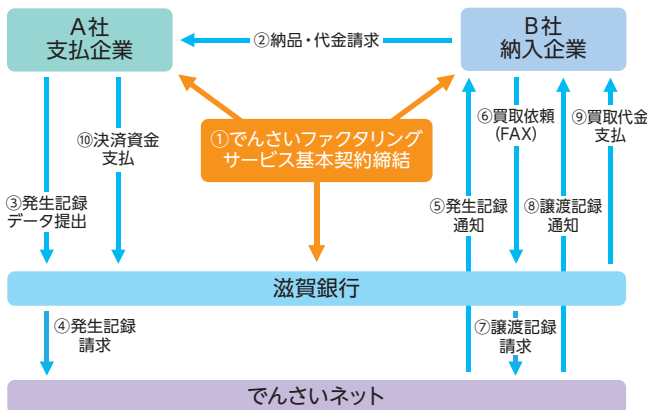 A社
支払企業
B社
納入企業
②納品・代金請求
①でんさいファクタリング
サービス基本契約締結
③発生記録
データ提出
⑩決済資金
支払
⑤発生記録
通知
⑥買取依頼
(FAX)
⑧譲渡記録
通知
⑨買取代金
支払
滋賀銀行
④発生記録
請求
⑦譲渡記録
請求
でんさいネット